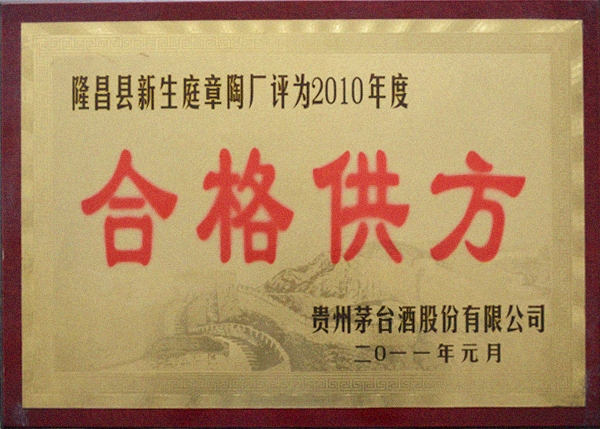 隆昌县新生庭章陶厂评为2010年度
合格供方
贵州茅台酒股份有限公司
二〇一一年元月